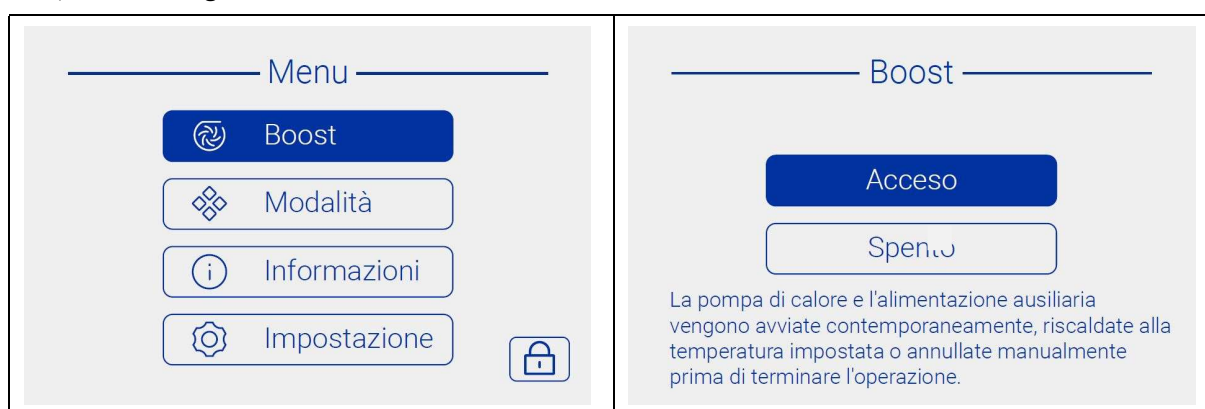 Menu
Boost
Modalità
Informazioni
Impostazione
Boost
Acceso
Spento
La pompa di calore e l'alimentazione ausiliaria
vengono avviate contemporaneamente, riscaldate alla
temperatura impostata o annullate manualmente
prima di terminare l'operazione.